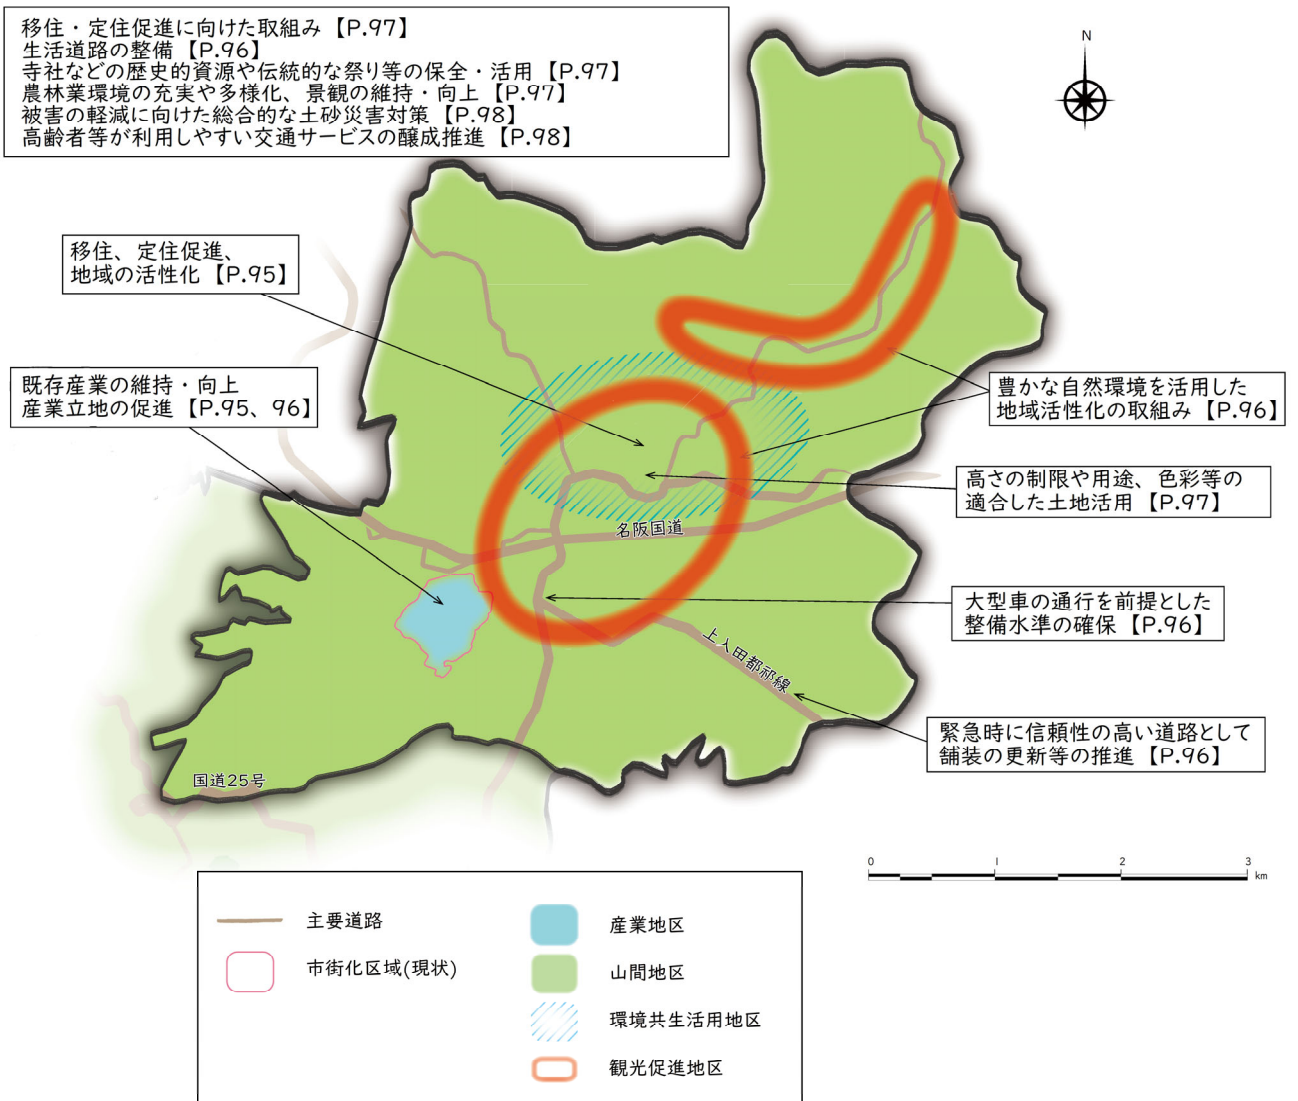 移住・定住促進に向けた取組み【P.97】
生活道路の整備【P.96】
寺社などの歴史的資源や伝統的な祭り等の保全・活用【P.97】
農林業環境の充実や多様化、景観の維持・向上【P.97】
被害の軽減に向けた総合的な土砂災害対策【P.98】
高齢者等が利用しやすい交通サービスの醸成推進【P.98】
N
移住、定住促進、
地域の活性化【P.95】
既存産業の維持・向上
産業立地の促進【P.95、96】
豊かな自然環境を活用した
地域活性化の取組み【P.96】
高さの制限や用途、色彩等の
適合した土地活用【P.97】
名阪国道
大型車の通行を前提とした
整備水準の確保【P.96】
上入田都祁線
緊急時に信頼性の高い道路として
舗装の更新等の推進【P.96】
国道25号
0 1 2 3
km
主要道路
市街化区域(現状)
産業地区
山間地区
環境共生活用地区
観光促進地区